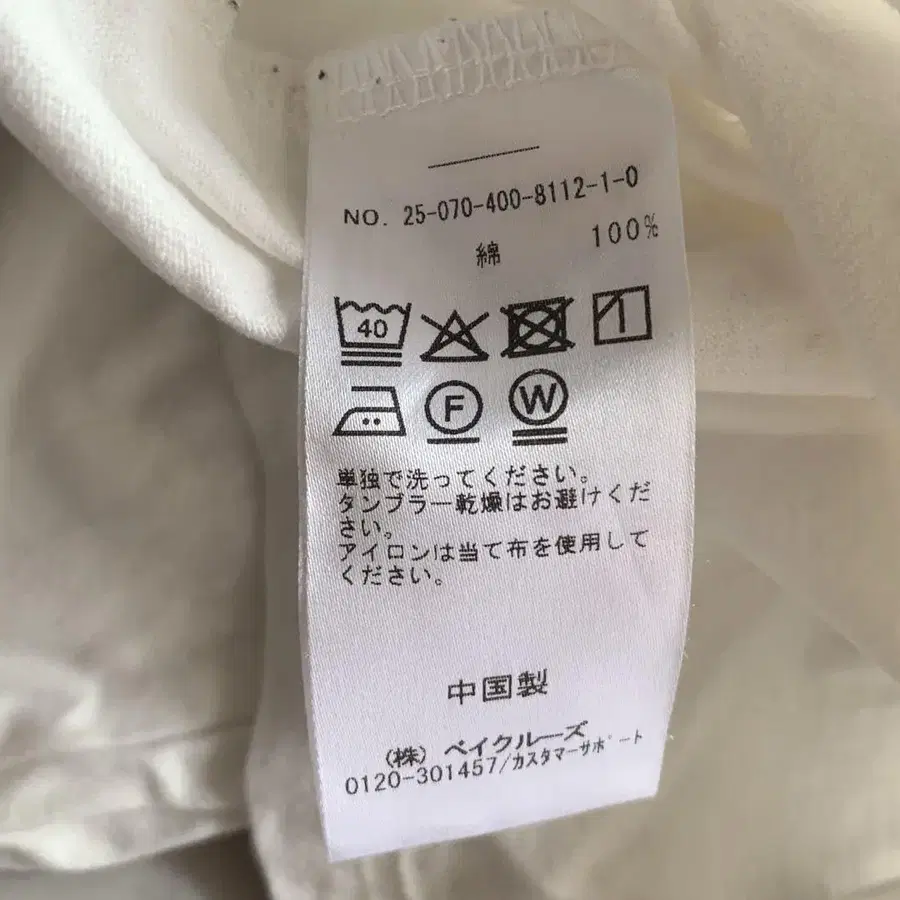 NO. 25-070-400-8112-1-0
綿 100%
40
F W
単独で洗ってください。
タンブラー乾燥はお避けくだ
さい。
アイロンは当て布を使用して
ください。
中国製
(株) ベイクルーズ
0120-301457/カスタマーサポート